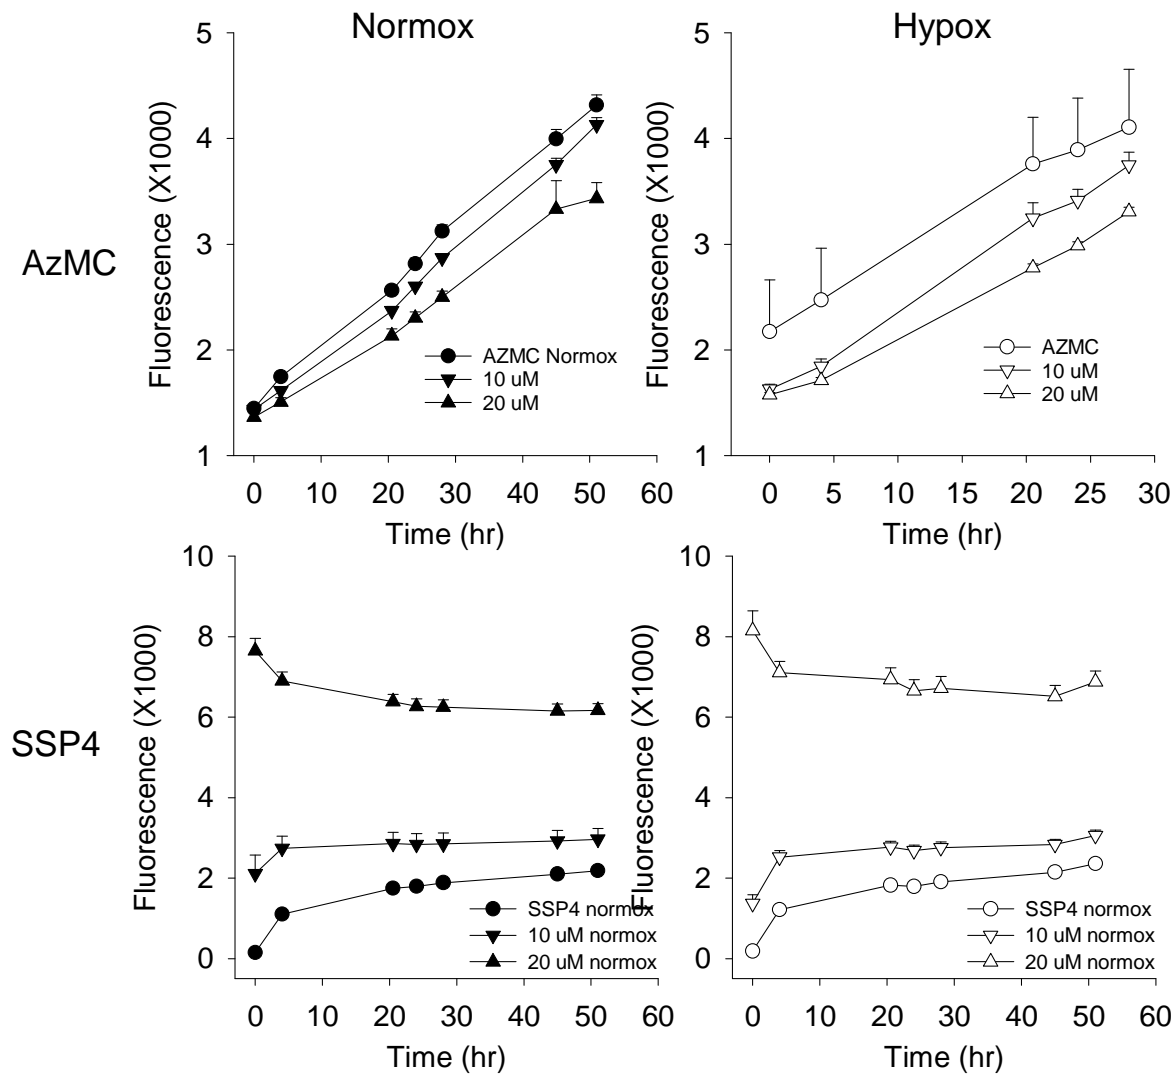 Normox
Hypox
AzMC
Fluorescence (X1000)
5
4
3
2
1
AZMC Normox
10 uM
20 uM
0
10
20
30
40
50
60
Time (hr)
Fluorescence (X1000)
5
4
3
2
1
AZMC
10 uM
20 uM
0
5
10
15
20
25
30
Time (hr)
SSP4
Fluorescence (X1000)
10
8
6
4
2
0
SSP4 normox
10 uM normox
20 uM normox
0
10
20
30
40
50
60
Time (hr)
Fluorescence (X1000)
10
8
6
4
2
0
SSP4 normox
10 uM normox
20 uM normox
0
10
20
30
40
50
60
Time (hr)